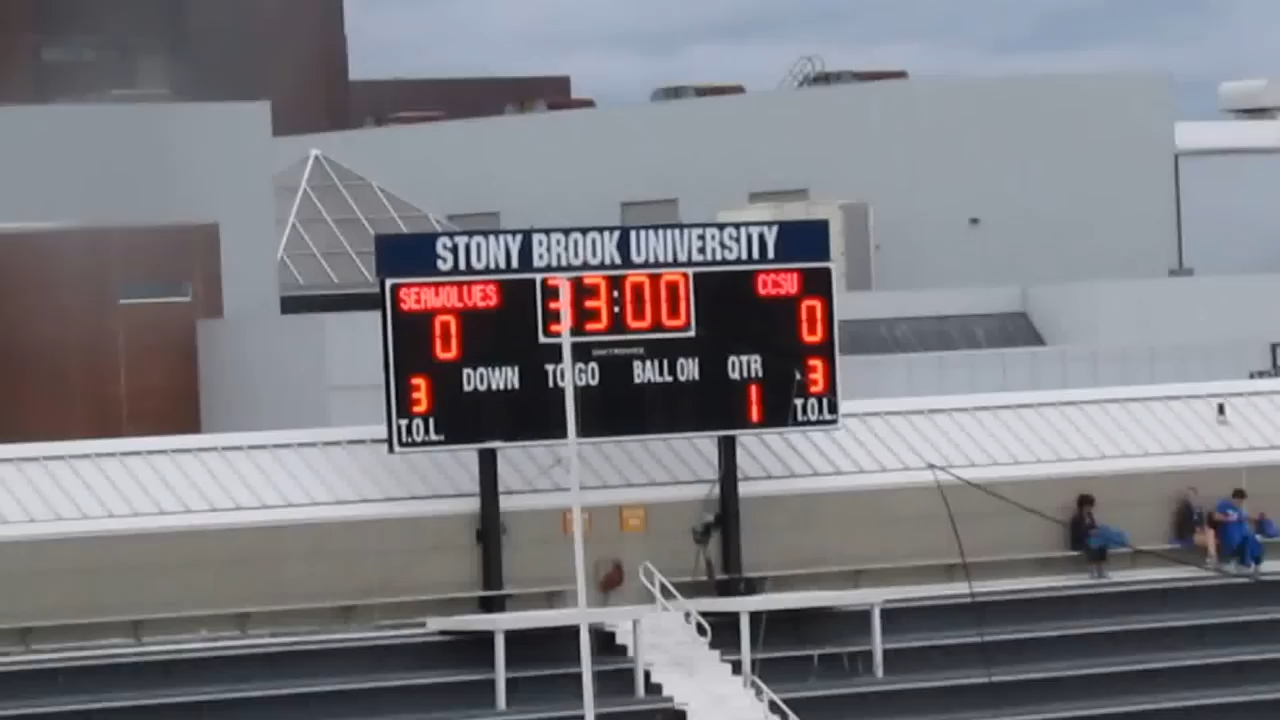 STONY BROOK UNIVERSITY
SEAWOLVES 33:00 CCSU
0 0
DOWN TO GO BALL ON QTR
3 1 3
T.O.L. T.O.L.